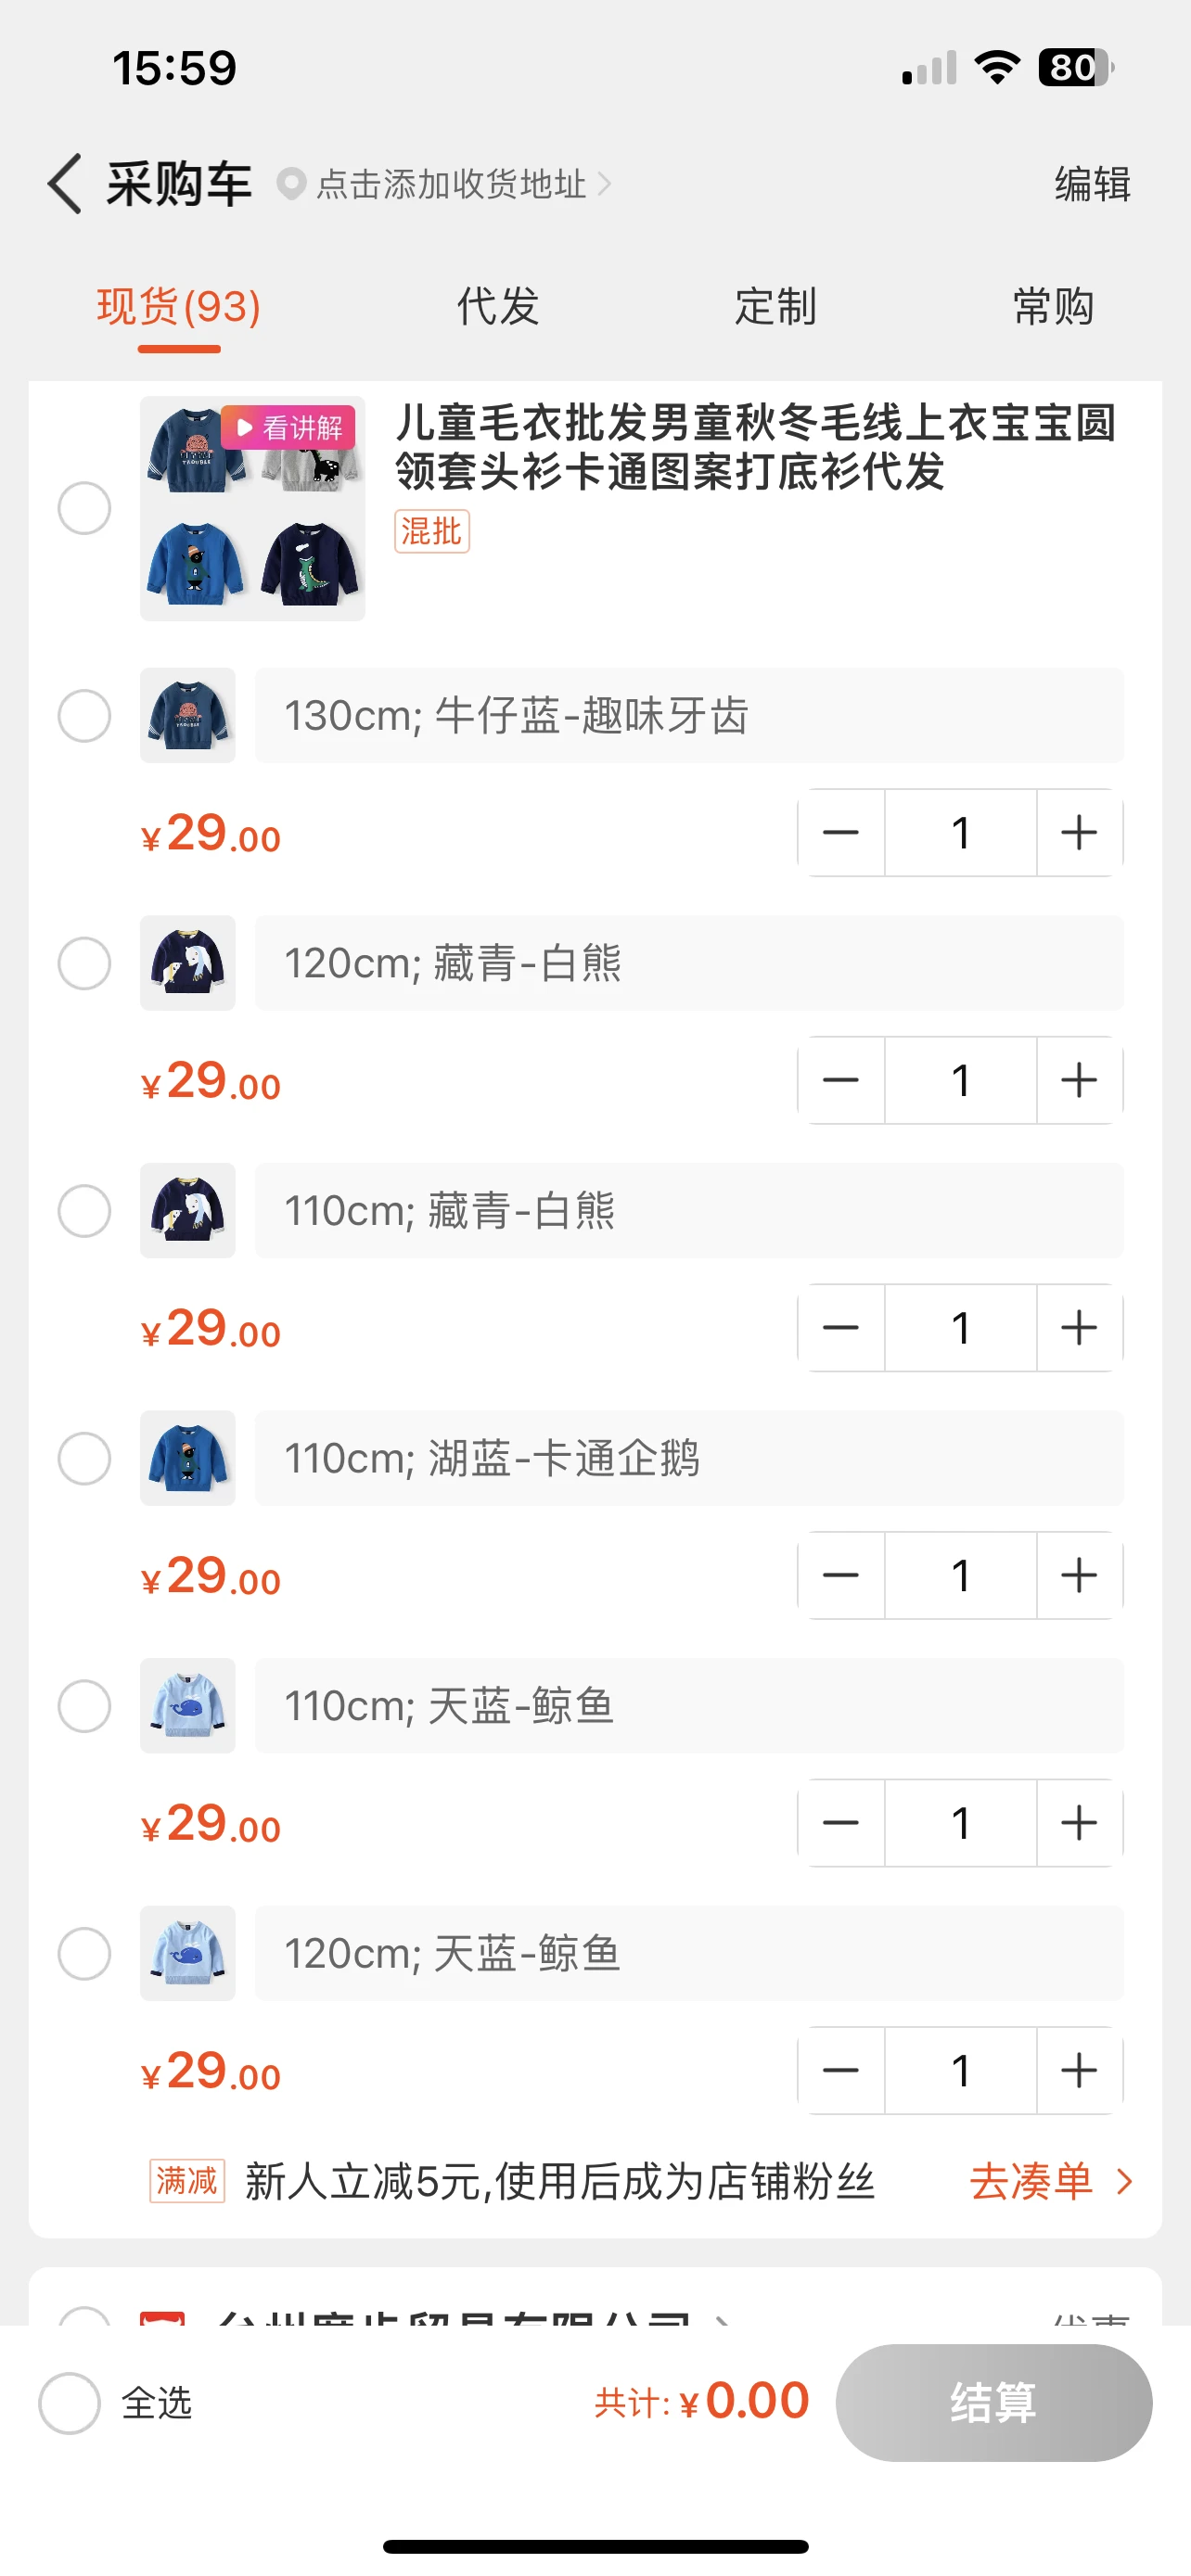 15:59
80
采购车 点击添加收货地址
编辑
现货(93)
代发
定制
常购
看讲解
TROUBLE
儿童毛衣批发男童秋冬毛线上衣宝宝圆
领套头衫卡通图案打底衫代发
混批
130cm; 牛仔蓝-趣味牙齿
¥29.00
1
120cm; 藏青-白熊
¥29.00
1
110cm; 藏青-白熊
¥29.00
1
110cm; 湖蓝-卡通企鹅
¥29.00
1
110cm; 天蓝-鲸鱼
¥29.00
1
120cm; 天蓝-鲸鱼
¥29.00
1
满减 新人立减5元,使用后成为店铺粉丝 去凑单
全选
共计: ¥0.00
结算